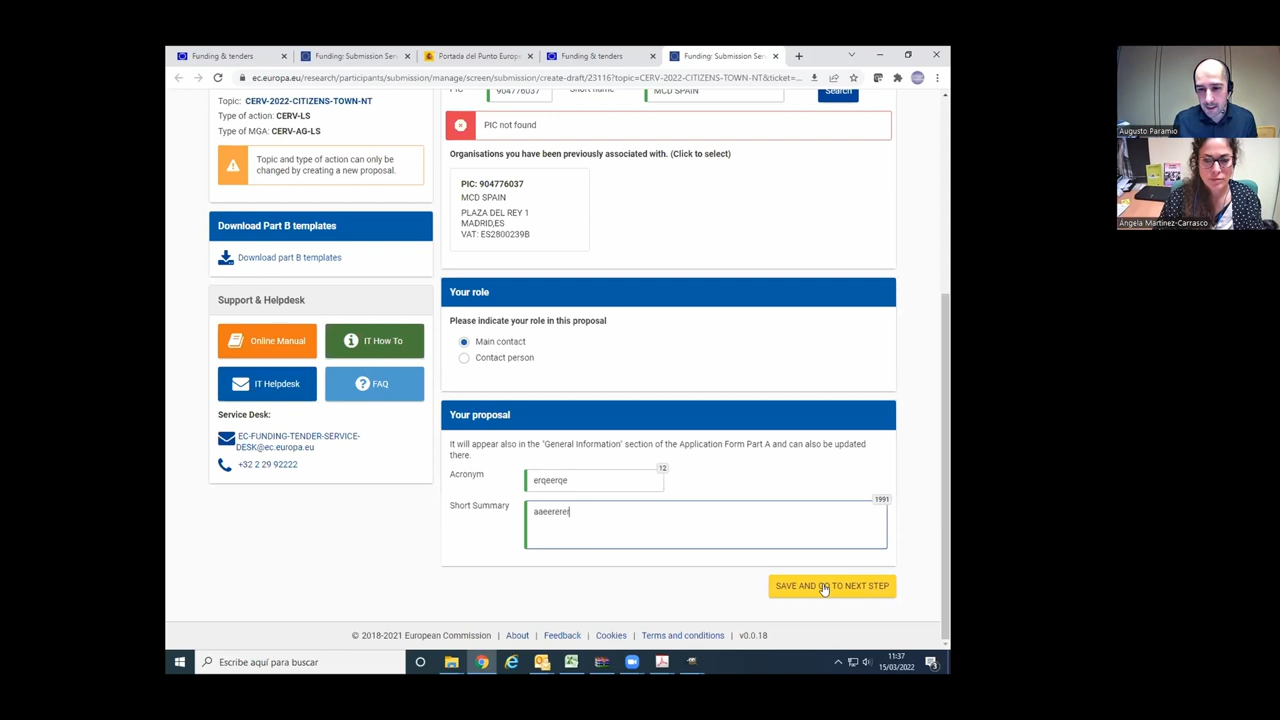 Funding & tenders
Funding: Submission Ser
Portada del Punto Europe
Funding & tenders
Funding: Submission Ser
ec.europa.eu/research/participants/submission/manage/screen/submission/create-draft/23116?topic=CERV-2022-CITIZENS-TOWN-NT&ticket=...
Topic: CERV-2022-CITIZENS-TOWN-NT
Type of action: CERV-LS
Type of MGA: CERV-AG-LS
Topic and type of action can only be
changed by creating a new proposal.
Download Part B templates
Download part B templates
Support & Helpdesk
Online Manual
IT How To
IT Helpdesk
FAQ
Service Desk:
EC-FUNDING-TENDER-SERVICE-
DESK@ec.europa.eu
+32 2 29 92222
PIC 904776037 Short name MCD SPAIN Search
PIC not found
Organisations you have been previously associated with. (Click to select)
PIC: 904776037
MCD SPAIN
PLAZA DEL REY 1
MADRID,ES
VAT: ES2800239B
Your role
Please indicate your role in this proposal
Main contact
Contact person
Your proposal
It will appear also in the "General Information" section of the Application Form Part A and can also be updated
there.
Acronym
12
erqeerqe
Short Summary
1991
aaeererer
SAVE AND GO TO NEXT STEP
© 2018-2021 European Commission | About | Feedback | Cookies | Terms and conditions | v0.0.18
Escribe aquí para buscar
11:37
15/03/2022
3
Augusto Paramio
Angela Martinez-Carrasco